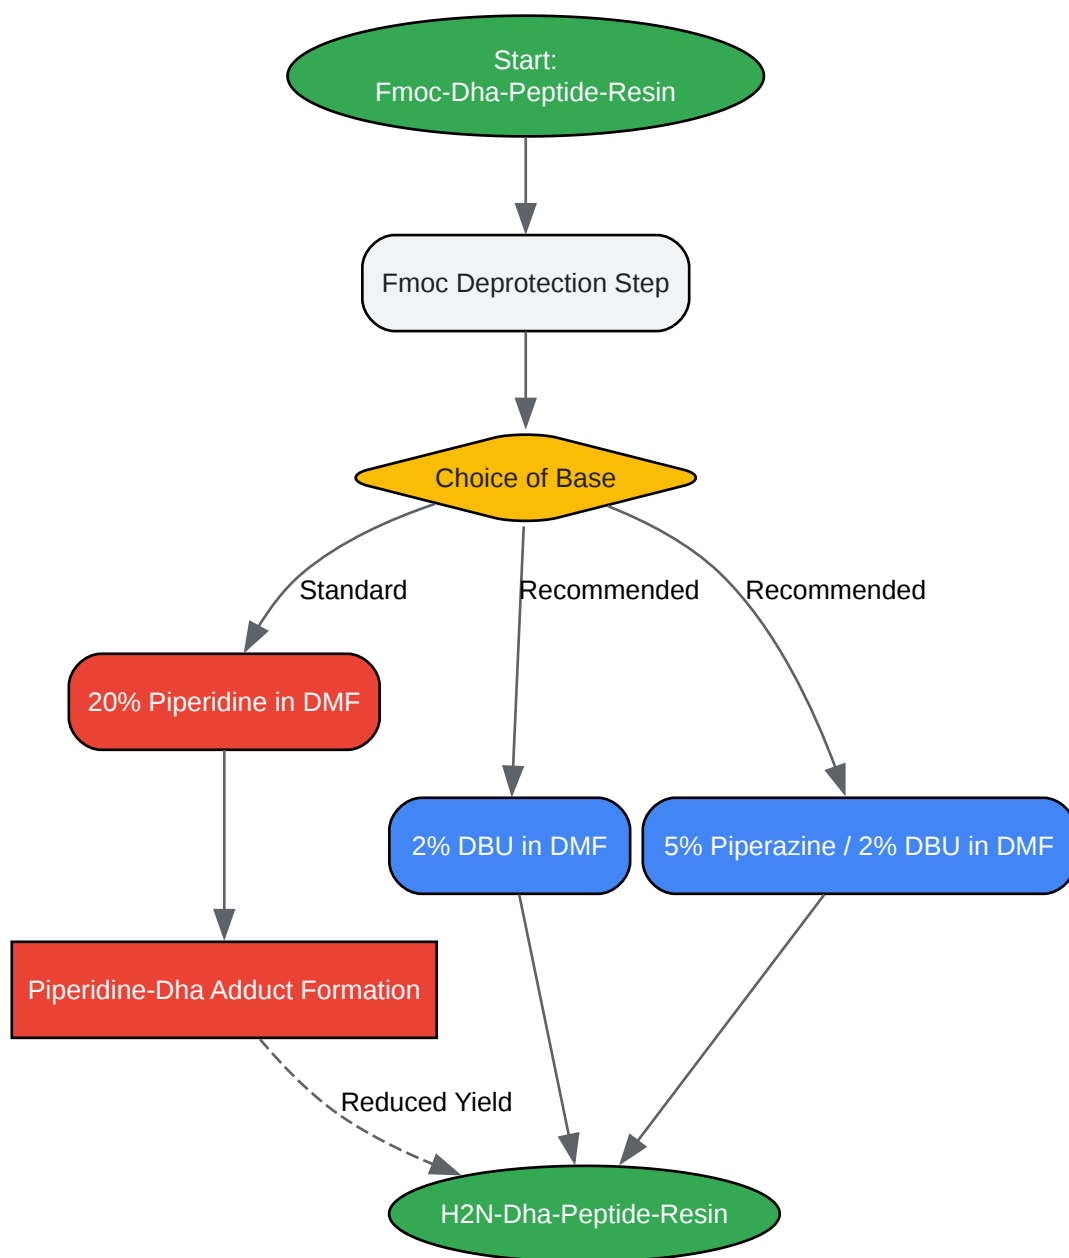 Start:
Fmoc-Dha-Peptide-Resin
Fmoc Deprotection Step
Choice of Base
Standard
Recommended
Recommended
20% Piperidine in DMF
2% DBU in DMF
5% Piperazine / 2% DBU in DMF
Piperidine-Dha Adduct Formation
Reduced Yield
H2N-Dha-Peptide-Resin